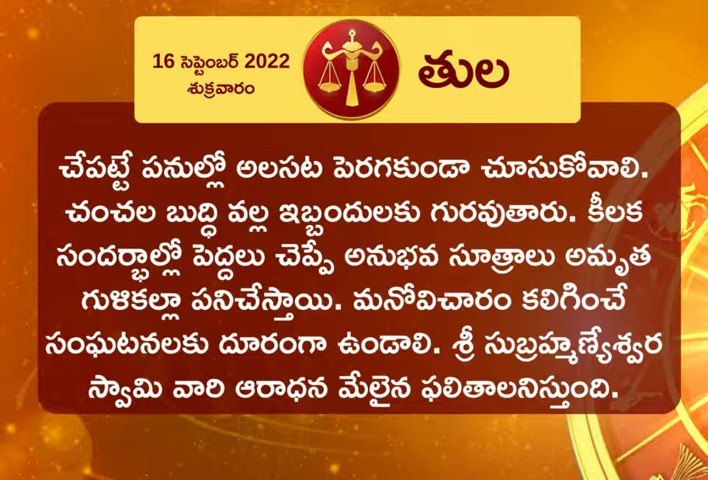 16 సెప్టెంబర్ 2022
శుక్రవారం
తుల
చేపట్టే పనుల్లో అలసట పెరగకుండా చూసుకోవాలి.
చంచల బుద్ధి వల్ల ఇబ్బందులకు గురవుతారు. కీలక
సందర్భాల్లో పెద్దలు చెప్పే అనుభవ సూత్రాలు అమృత
గుళికల్లా పనిచేస్తాయి. మనోవిచారం కలిగించే
సంఘటనలకు దూరంగా ఉండాలి. శ్రీ సుబ్రహ్మణ్యేశ్వర
స్వామి వారి ఆరాధన మేలైన ఫలితాలనిస్తుంది.